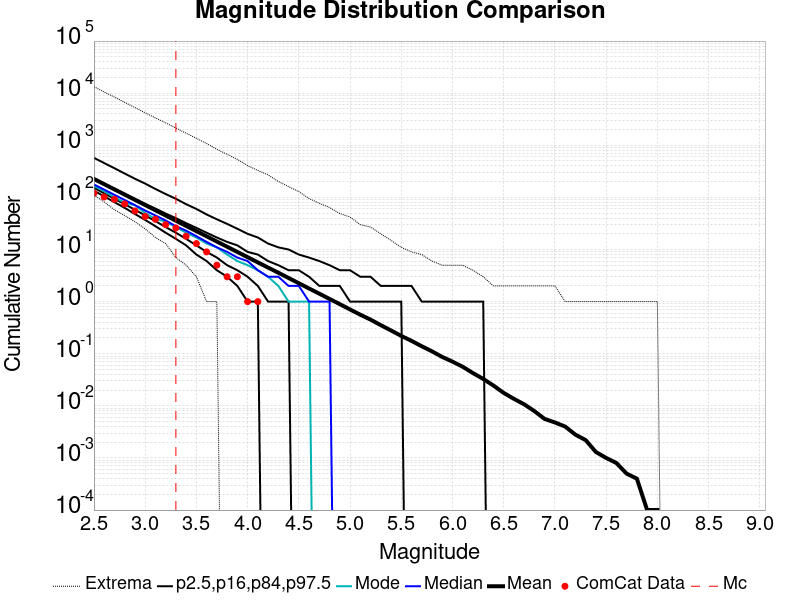 Magnitude Distribution Comparison
10^5
10^4
10^3
10^2
10^1
10^0
10^-1
10^-2
10^-3
10^-4
Cumulative Number
2.5 3.0 3.5 4.0 4.5 5.0 5.5 6.0 6.5 7.0 7.5 8.0 8.5 9.0
Magnitude
Extrema p2.5,p16,p84,p97.5 Mode Median Mean ComCat Data Mc